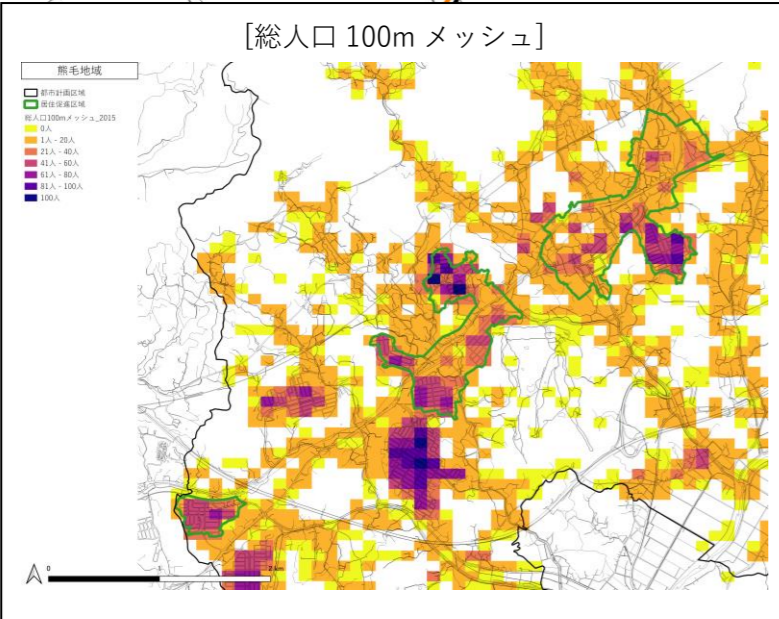 [総人口 100m メッシュ]
熊毛地域
都市計画区域
居住促進区域
総人口100mメッシュ_2015
0人
1人 - 20人
21人 - 40人
41人 - 60人
61人 - 80人
81人 - 100人
100人
0 1 2 km